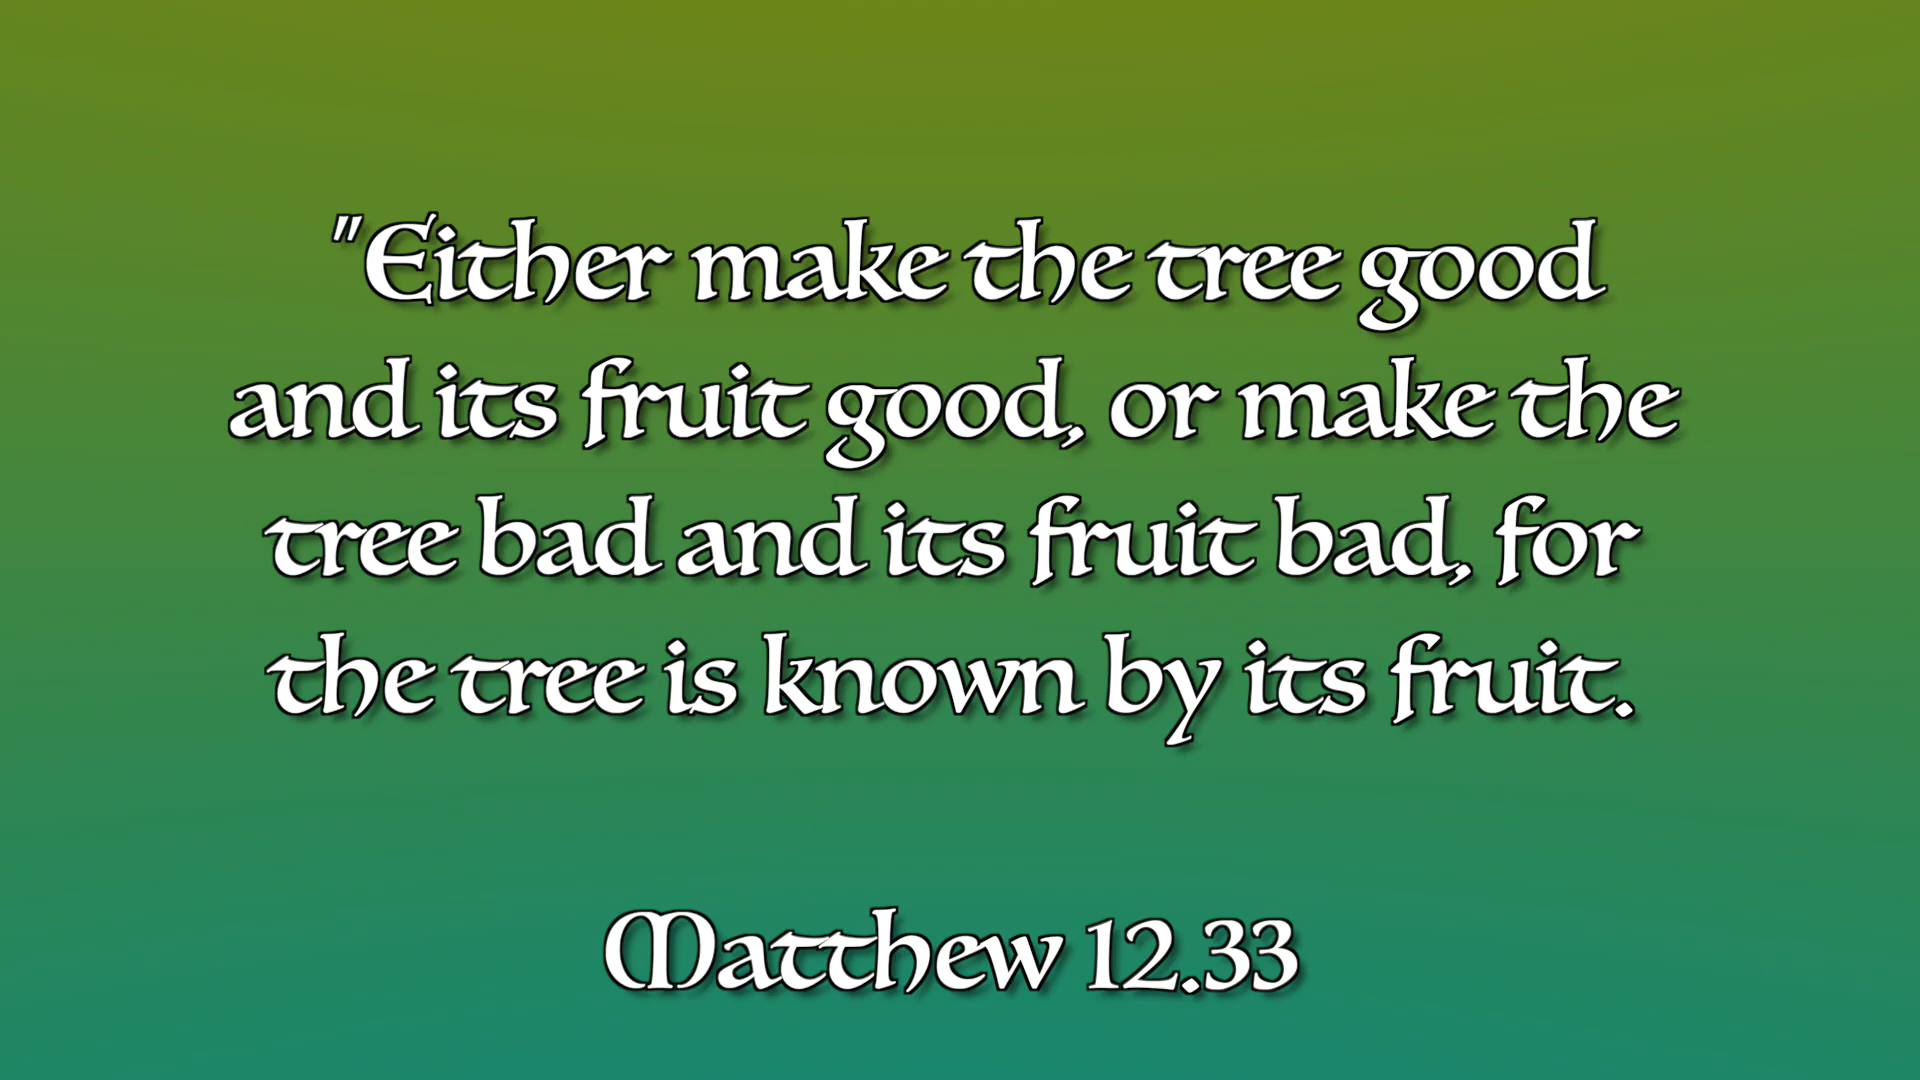 "Either make the tree good
and its fruit good, or make the
tree bad and its fruit bad, for
the tree is known by its fruit.
Matthew 12.33